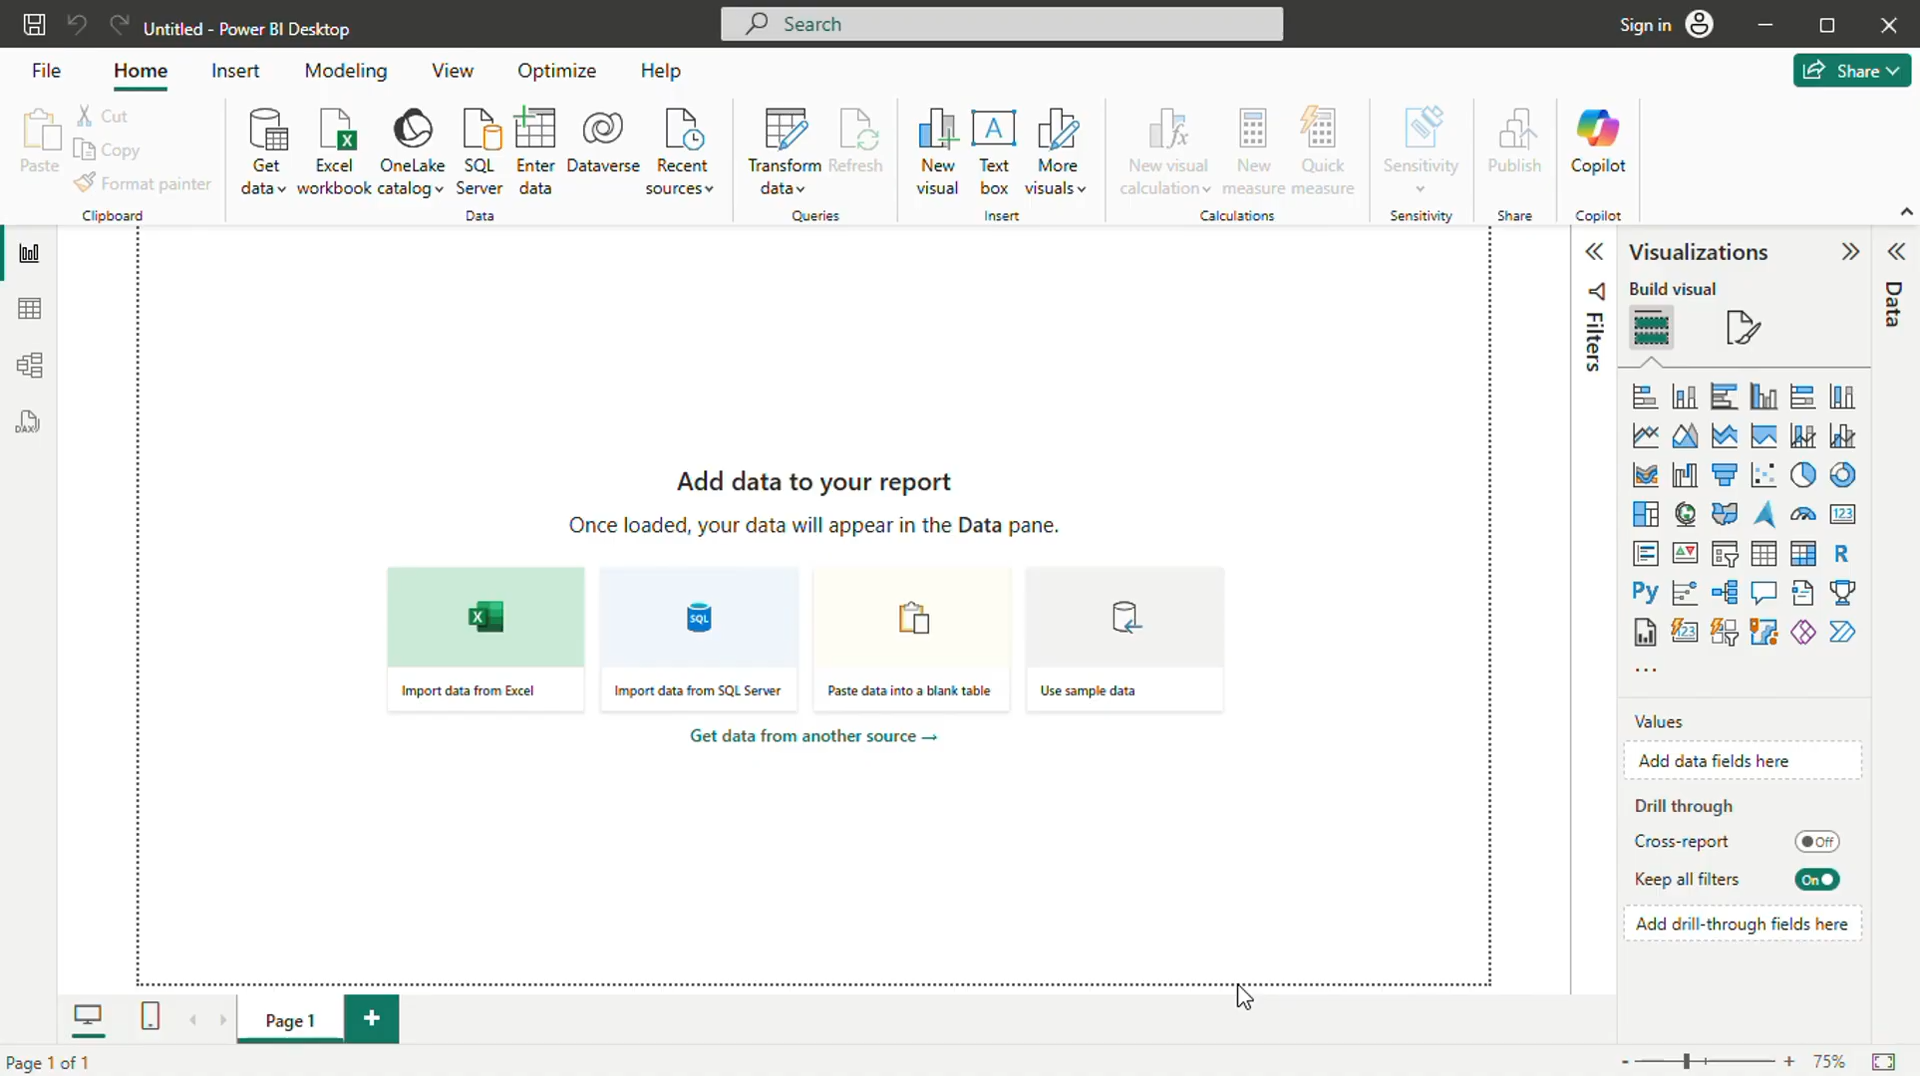 Untitled - Power BI Desktop
Search
Sign in
File
Home
Insert
Modeling
View
Optimize
Help
Share
Paste
Cut
Copy
Format painter
Clipboard
Get
data
Excel
workbook
OneLake
catalog
SQL
Server
Enter
data
Dataverse
Recent
sources
Data
Transform
data
Refresh
Queries
New
visual
A
Text
box
More
visuals
Insert
New visual
calculation
New
measure
Quick
measure
Calculations
Sensitivity
Sensitivity
Publish
Share
Copilot
Copilot
DAX
Add data to your report
Once loaded, your data will appear in the Data pane.
X
SQL
Import data from Excel
Import data from SQL Server
Paste data into a blank table
Use sample data
Get data from another source →
Filters
Visualizations
Build visual
123
R
Py
123
...
Values
Add data fields here
Drill through
Cross-report
Off
Keep all filters
On
Add drill-through fields here
Data
Page 1
+
Page 1 of 1
- + 75%